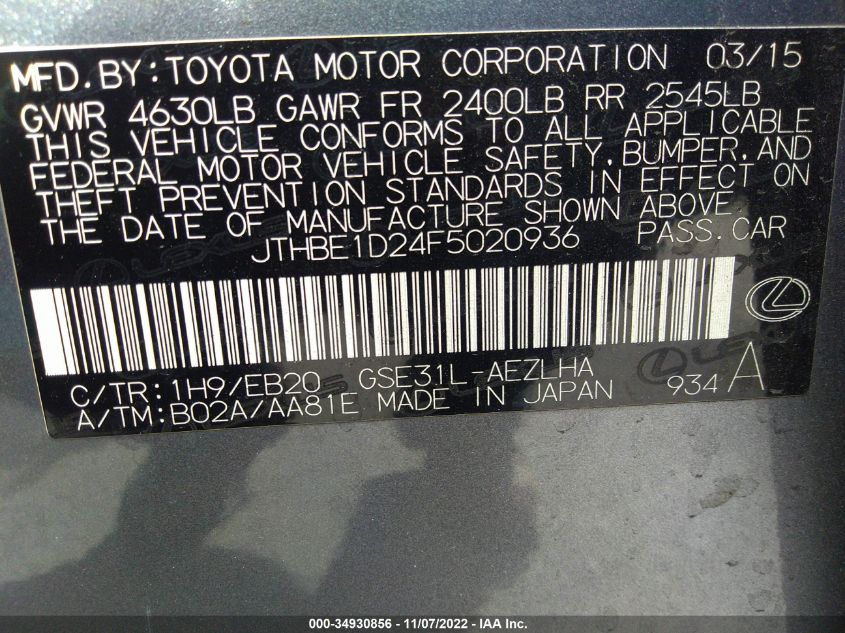 MFD. BY: TOYOTA MOTOR CORPORATION 03/15
GVWR 4630LB GAWR FR 2400LB RR 2545LB
THIS VEHICLE CONFORMS TO ALL APPLICABLE
FEDERAL MOTOR VEHICLE SAFETY, BUMPER, AND
THEFT PREVENTION STANDARDS IN EFFECT ON
THE DATE OF MANUFACTURE SHOWN ABOVE.
JTHBE1D24F5020936 PASS. CAR
C/TR: 1H9/EB20 GSE31L-AEZLHA
A/TM: B02A/AA81E MADE IN JAPAN 934 A
000-34930856 - 11/07/2022 - IAA Inc.